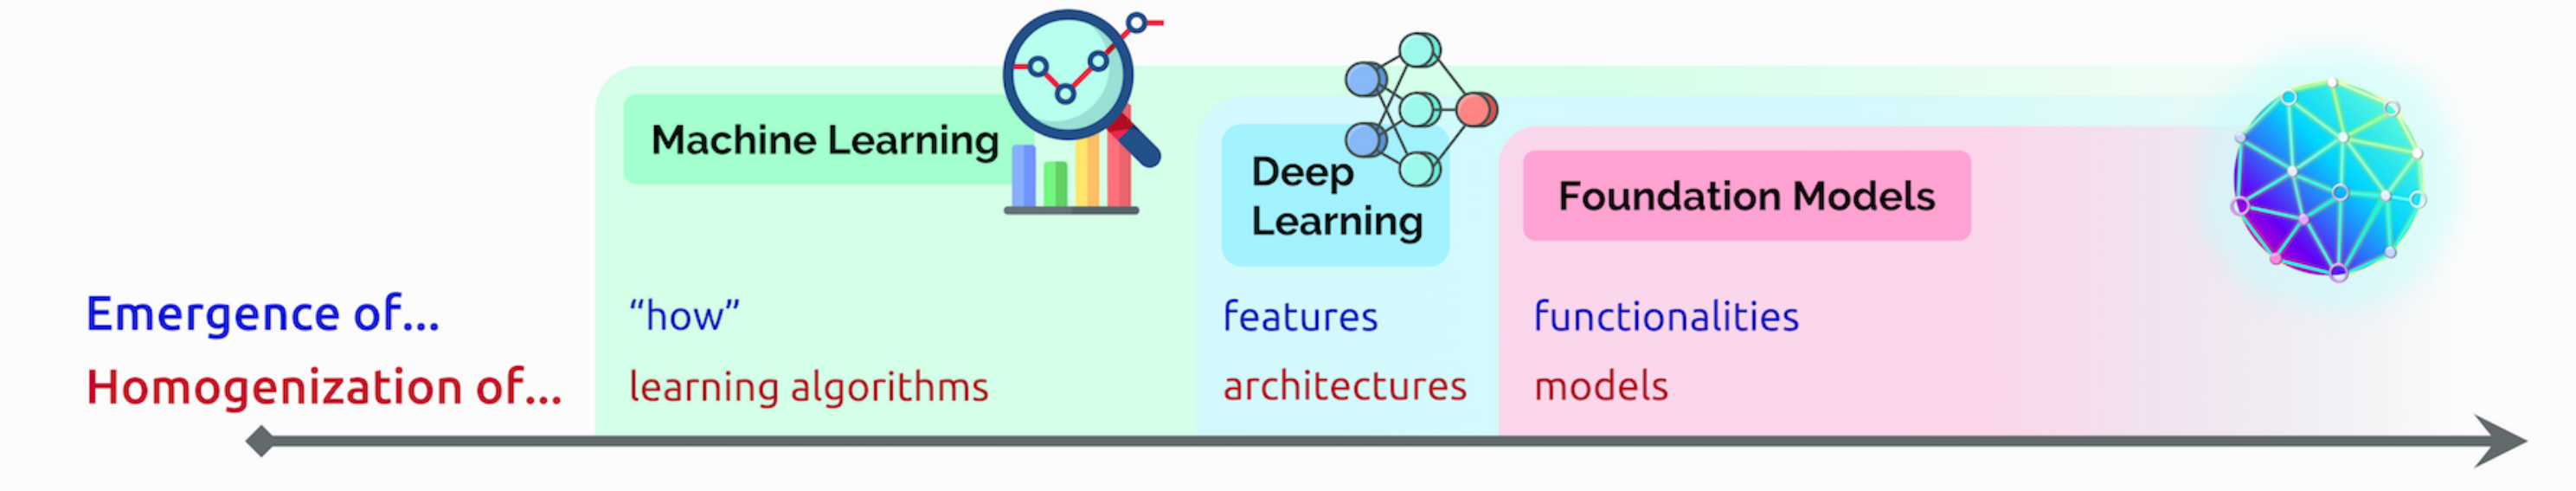 Machine Learning
Deep
Learning
Foundation Models
Emergence of...
“how”
features
functionalities
Homogenization of...
learning algorithms
architectures
models